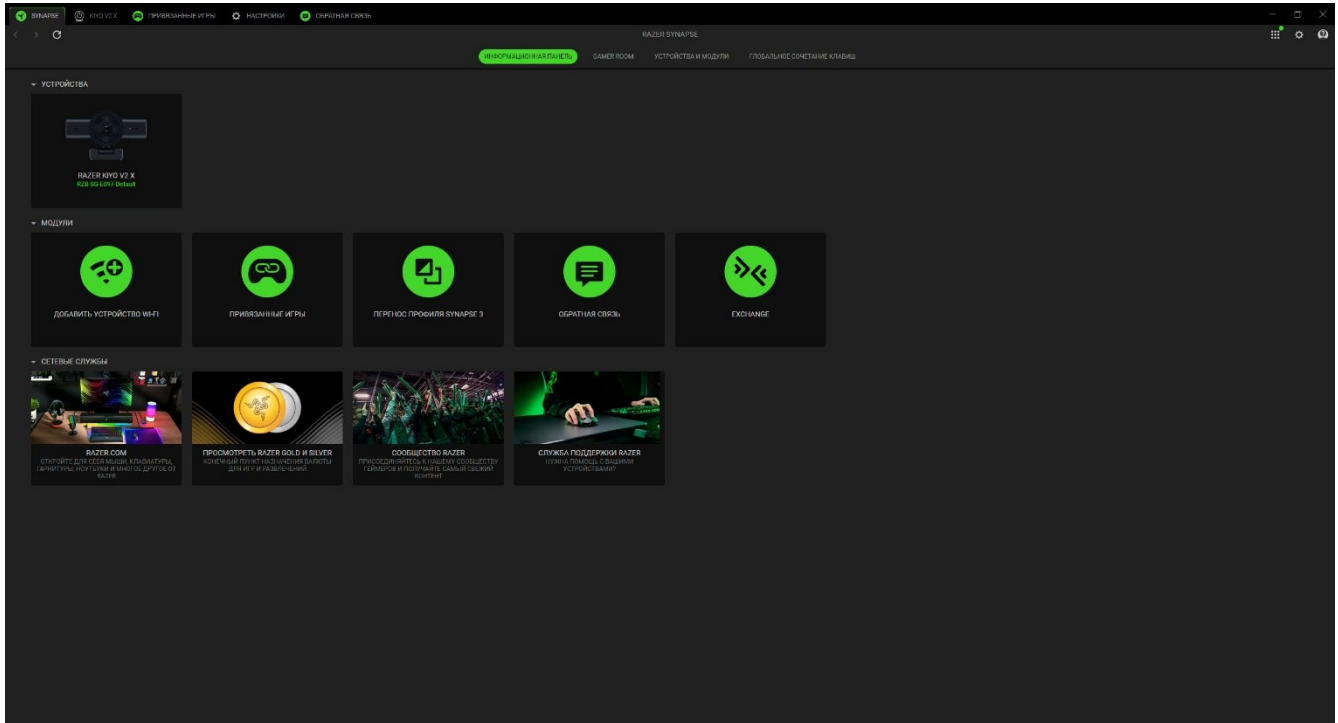 SYNAPSE
KIYO V2 X
ПРИВЯЗАННЫЕ ИГРЫ
НАСТРОЙКИ
ОБРАТНАЯ СВЯЗЬ
RAZER SYNAPSE
ИНФОРМАЦИОННАЯ ПАНЕЛЬ
GAMER ROOM
УСТРОЙСТВА И МОДУЛИ
ГЛОБАЛЬНОЕ СОЧЕТАНИЕ КЛАВИШ
УСТРОЙСТВА
RAZER KIYO V2 X
RZB-SG-E097-Default
МОДУЛИ
ДОБАВИТЬ УСТРОЙСТВО WI-FI
ПРИВЯЗАННЫЕ ИГРЫ
ПЕРЕНОС ПРОФИЛЯ SYNAPSE 3
ОБРАТНАЯ СВЯЗЬ
EXCHANGE
СЕТЕВЫЕ СЛУЖБЫ
RAZER.COM
ОТКРОЙТЕ ДЛЯ СЕБЯ МЫШИ, КЛАВИАТУРЫ,
ГАРНИТУРЫ, НОУТБУКИ И МНОГОЕ ДРУГОЕ ОТ
RAZER
ПРОСМОТРЕТЬ RAZER GOLD И SILVER
КОНЕЧНЫЙ ПУНКТ НАЗНАЧЕНИЯ ВАЛЮТЫ
ДЛЯ ИГР И РАЗВЛЕЧЕНИЙ
СООБЩЕСТВО RAZER
ПРИСОЕДИНЯЙТЕСЬ К НАШЕМУ СООБЩЕСТВУ
ГЕЙМЕРОВ И ПОЛУЧАЙТЕ САМЫЙ СВЕЖИЙ
КОНТЕНТ
СЛУЖБА ПОДДЕРЖКИ RAZER
НУЖНА ПОМОЩЬ С ВАШИМИ
УСТРОЙСТВАМИ?